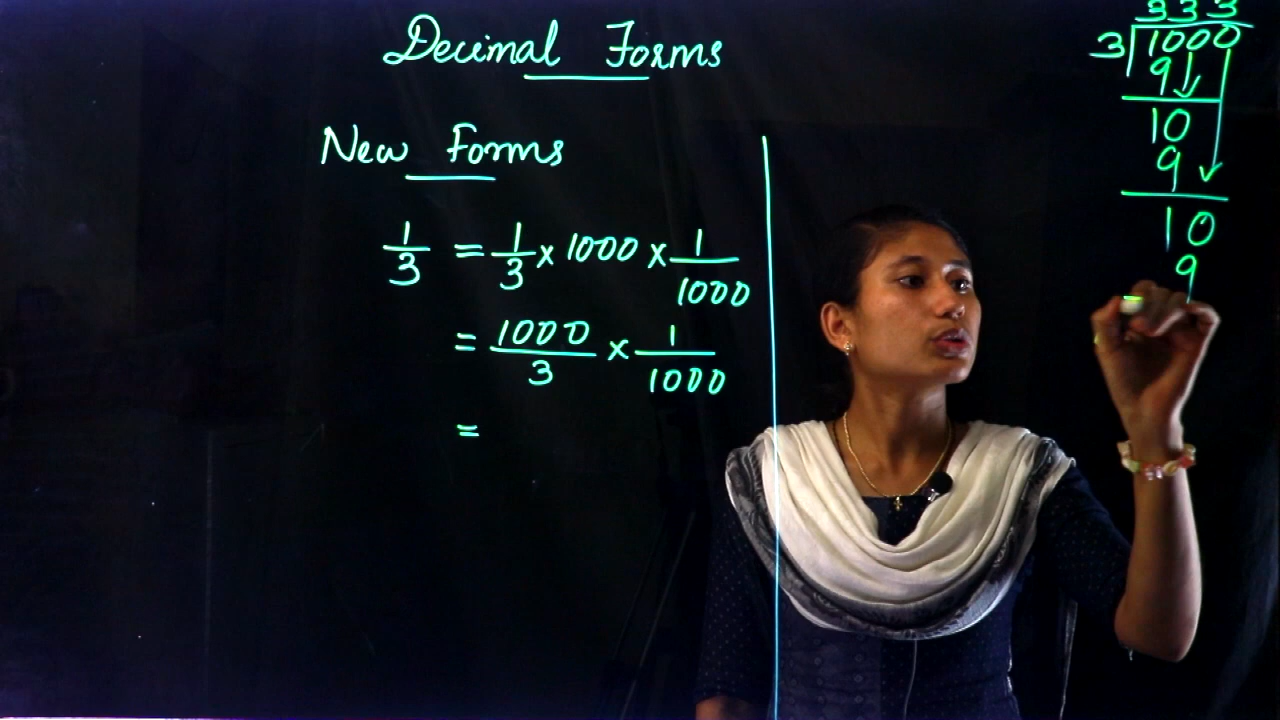 Decimal Forms
New Forms
1/3 = 1/3 × 1000 × 1/1000
= 1000/3 × 1/1000
=
333
3 1000
9
10
9
10
9